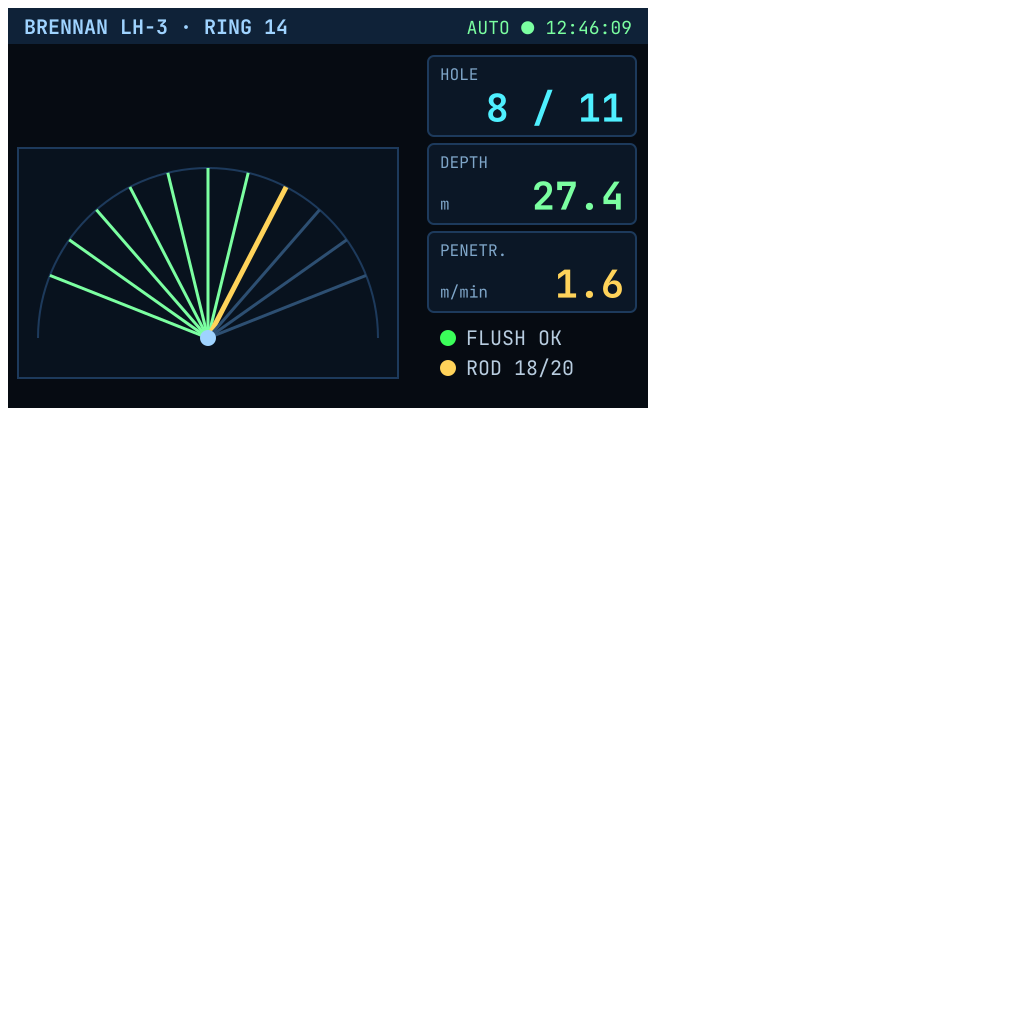 BRENNAN LH-3 · RING 14
AUTO ● 12:46:09
HOLE
8 / 11
DEPTH
m 27.4
PENETR.
m/min 1.6
FLUSH OK
ROD 18/20